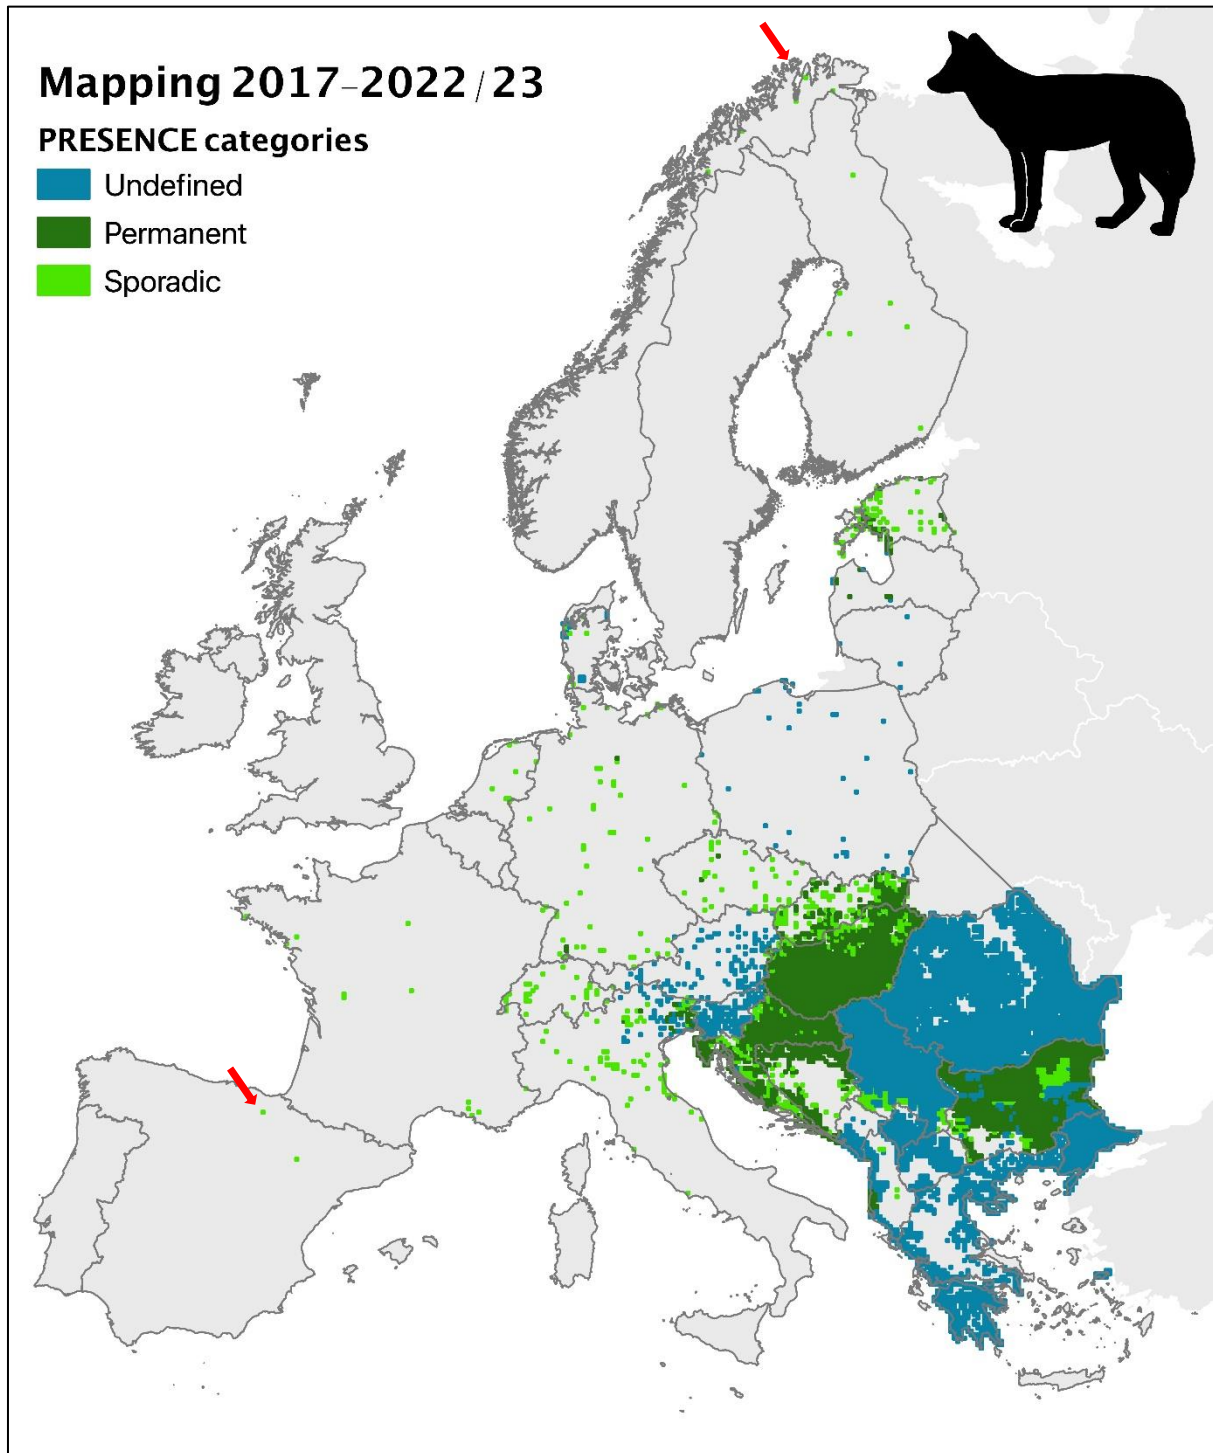 Mapping 2017–2022/23
PRESENCE categories
Undefined
Permanent
Sporadic